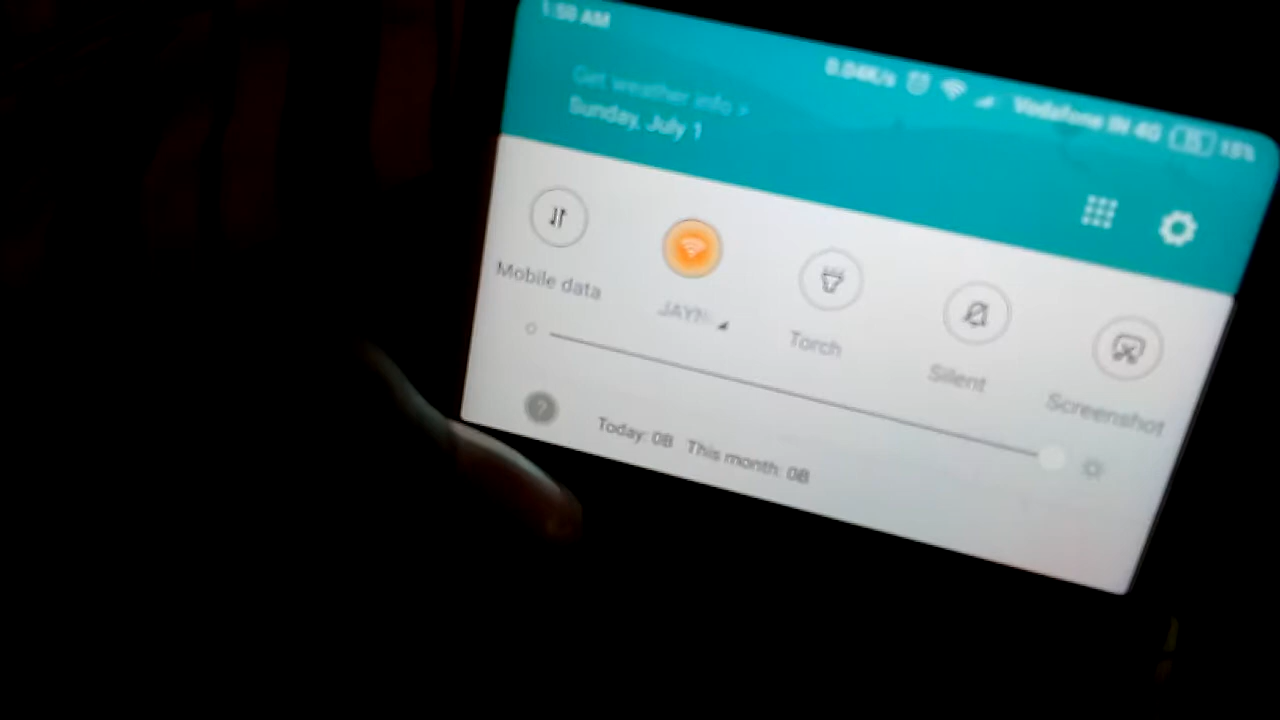 1:59 AM
0.04K/s Vodafone IN 4G
Get weather info >
Sunday, July 1
Mobile data
Torch
Silent
Screenshot
?
Today: 0B This month: 0B